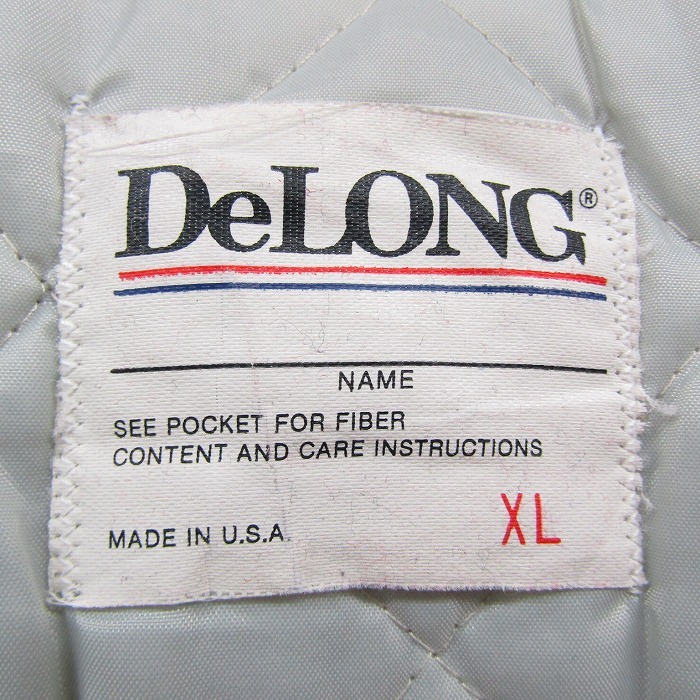 DeLONG®
NAME
SEE POCKET FOR FIBER
CONTENT AND CARE INSTRUCTIONS
MADE IN U.S.A.
XL